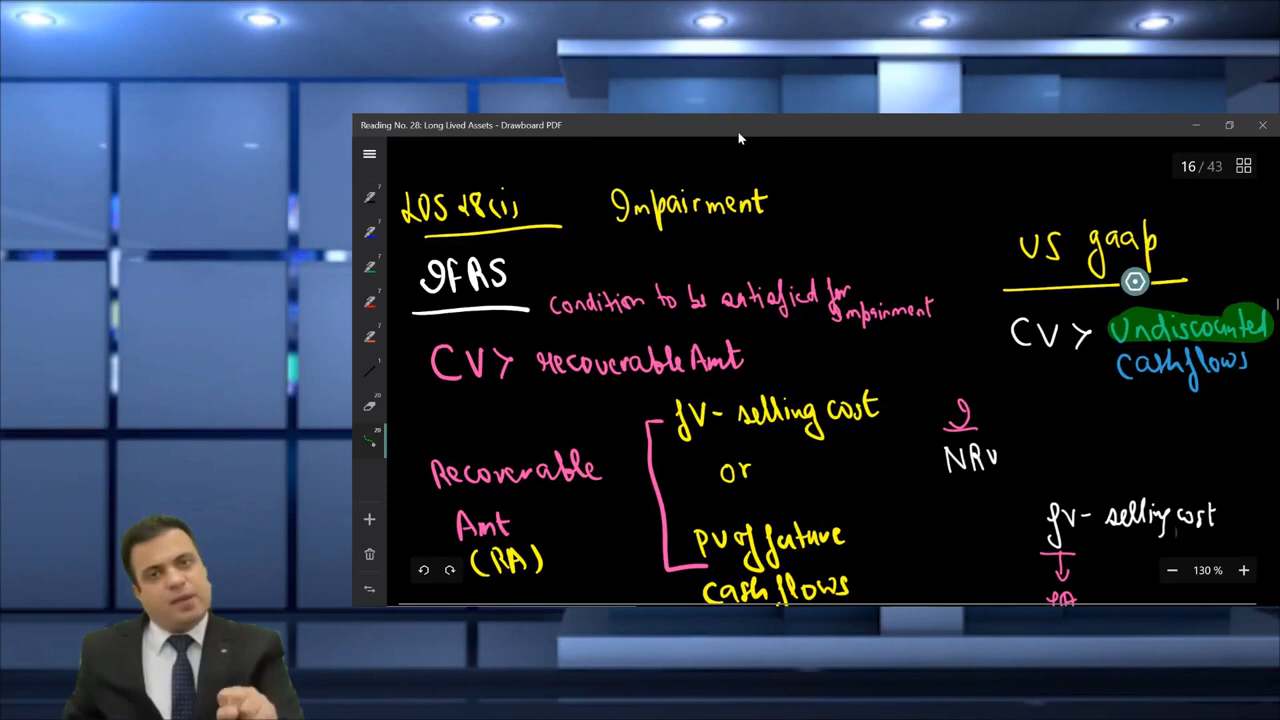 Reading No. 28: Long Lived Assets - Drawboard PDF
16 / 43
LOS 28(i) Impairment
US gaap
IFRS
condition to be satisfied for Impairment
CV > Undiscounted
cashflows
CV > recoverable Amt
fV - selling cost
or
PV of future
cash flows
Recoverable
Amt
(RA)
NRV
fv - selling cost
130 %